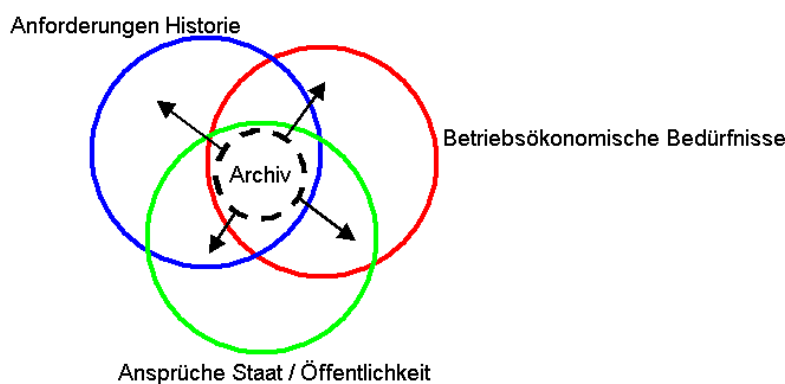 Anforderungen Historie
Betriebsökonomische Bedürfnisse
Archiv
Ansprüche Staat / Öffentlichkeit